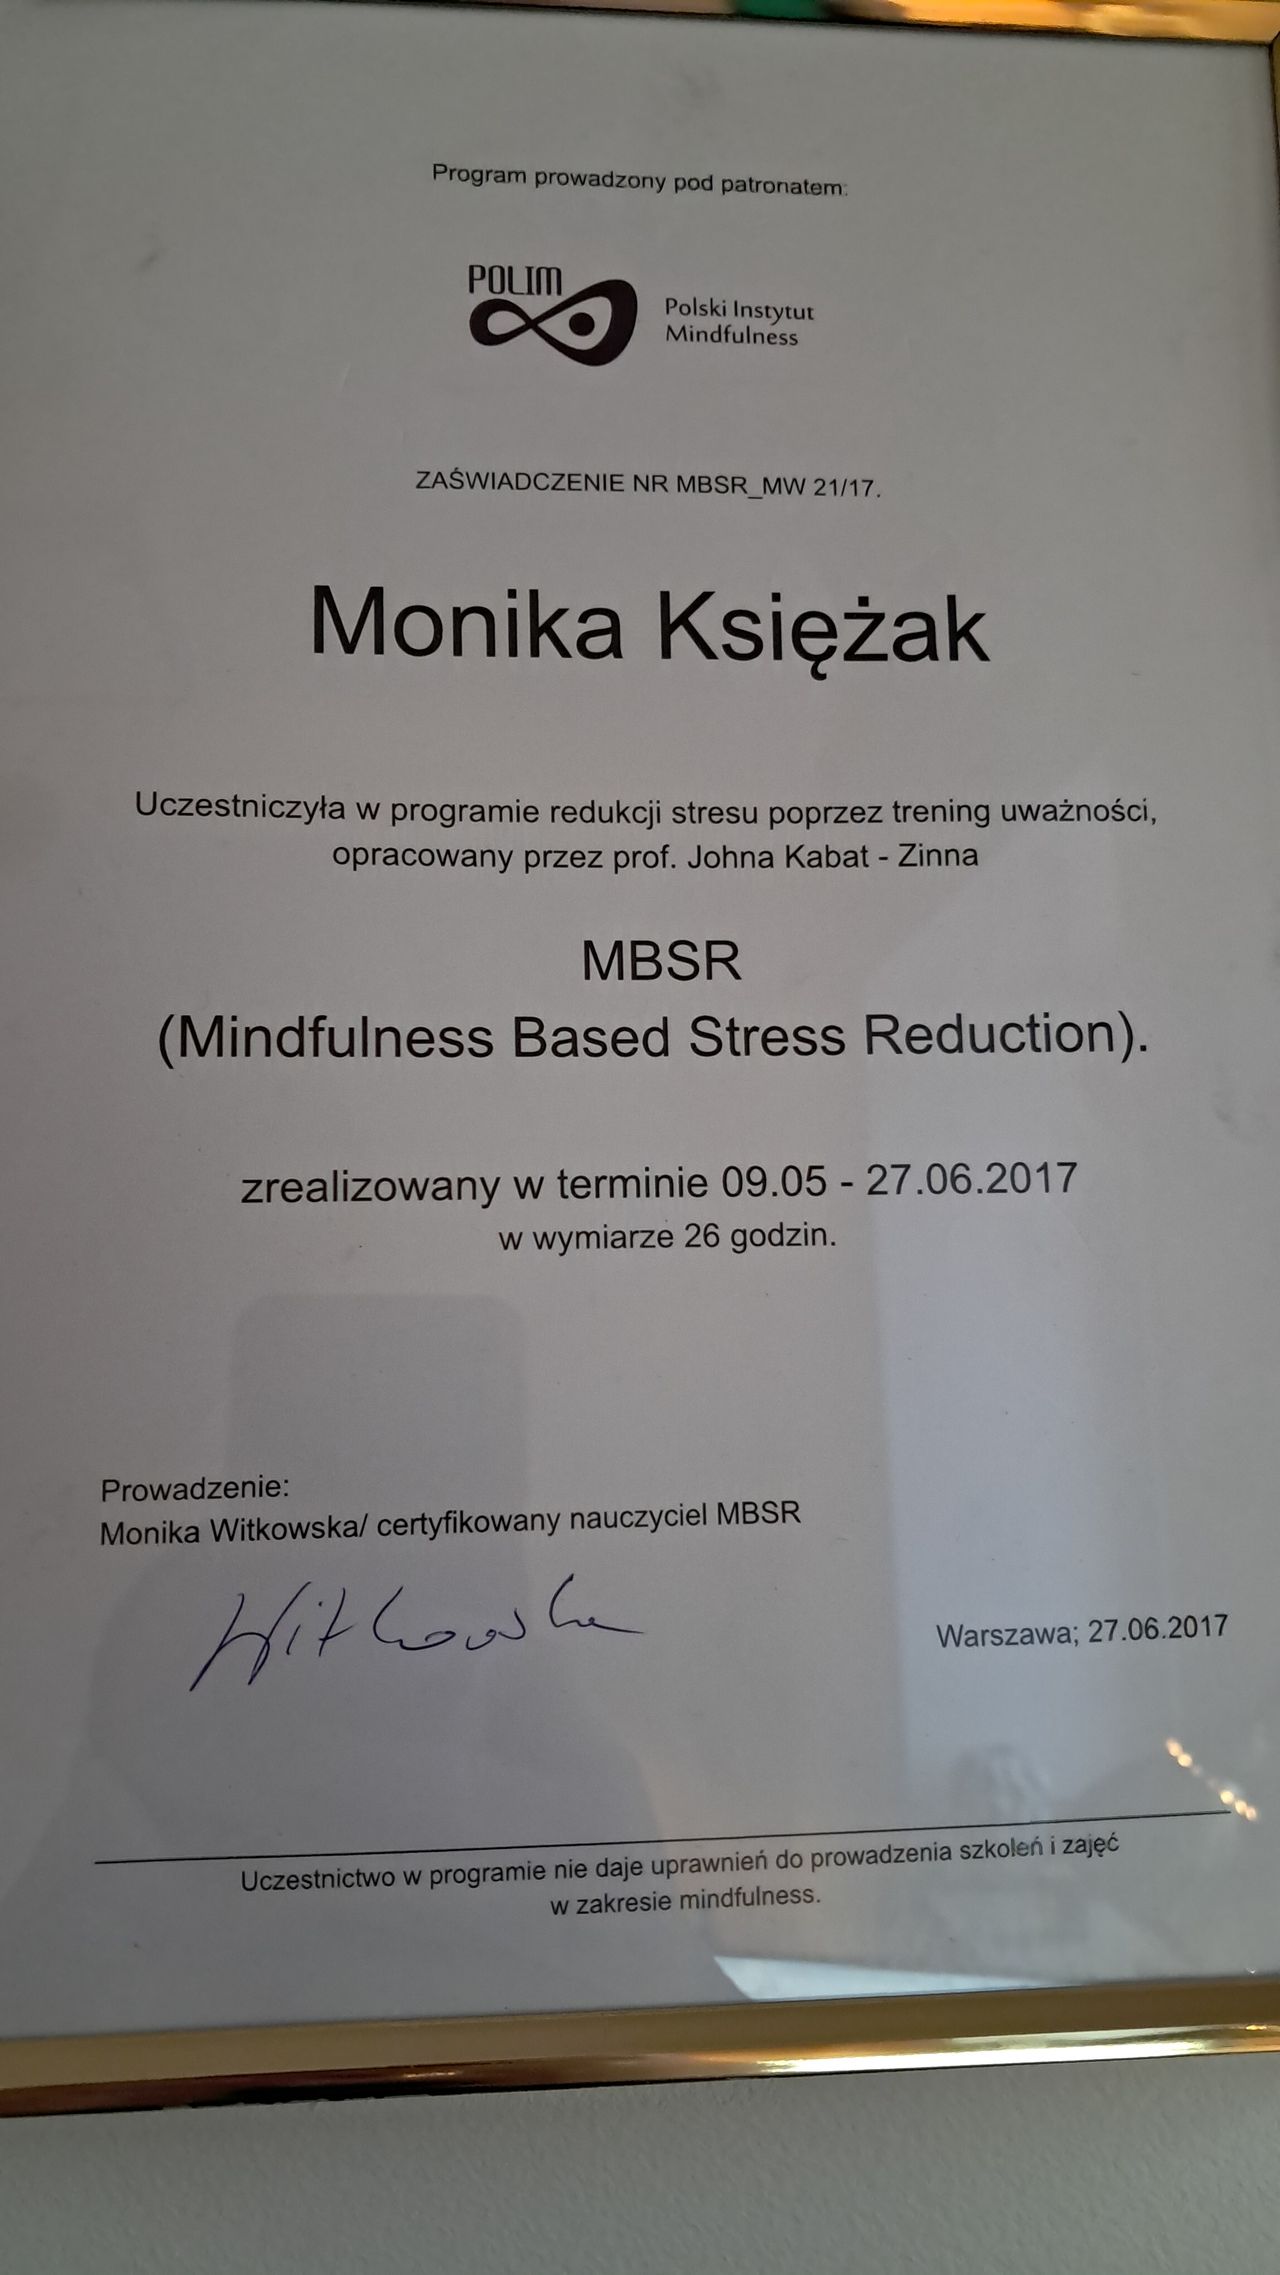 Program prowadzony pod patronatem:
POLIM
Polski Instytut
Mindfulness
ZAŚWIADCZENIE NR MBSR_MW 21/17.
Monika Księżak
Uczestniczyła w programie redukcji stresu poprzez trening uważności,
opracowany przez prof. Johna Kabat - Zinna
MBSR
(Mindfulness Based Stress Reduction).
zrealizowany w terminie 09.05 - 27.06.2017
w wymiarze 26 godzin.
Prowadzenie:
Monika Witkowska/ certyfikowany nauczyciel MBSR
Witkowska
Warszawa; 27.06.2017
Uczestnictwo w programie nie daje uprawnień do prowadzenia szkoleń i zajęć
w zakresie mindfulness.